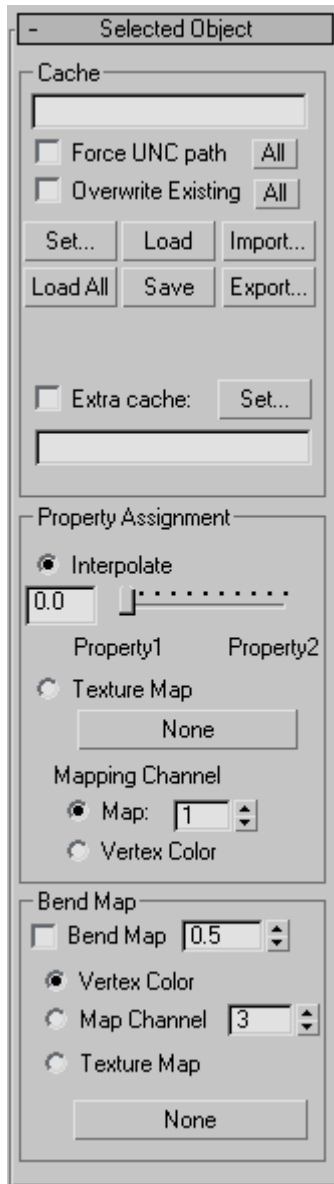 - Selected Object
Cache
Force UNC path All
Overwrite Existing All
Set... Load Import...
Load All Save Export...
Extra cache: Set...
Property Assignment
Interpolate
0.0
Property1 Property2
Texture Map
None
Mapping Channel
Map: 1
Vertex Color
Bend Map
Bend Map 0.5
Vertex Color
Map Channel 3
Texture Map
None